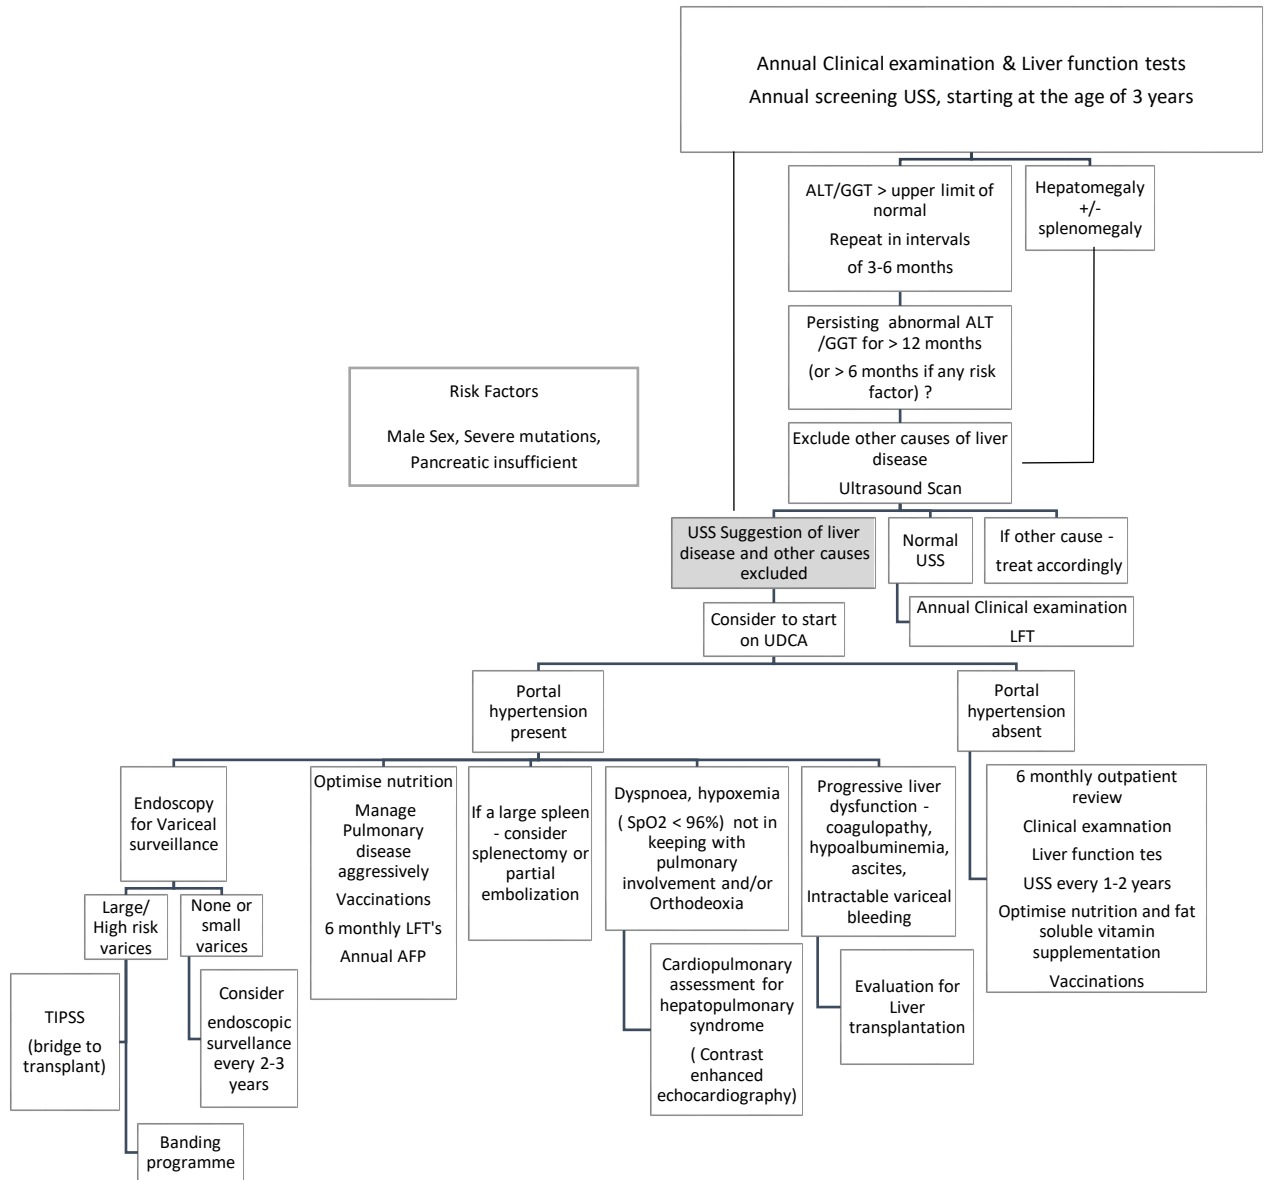 Annual Clinical examination & Liver function tests
Annual screening USS, starting at the age of 3 years
ALT/GGT > upper limit of
normal
Repeat in intervals
of 3-6 months
Hepatomegaly
+/-
splenomegaly
Persisting abnormal ALT
/GGT for > 12 months
(or > 6 months if any risk
factor) ?
Risk Factors
Male Sex, Severe mutations,
Pancreatic insufficient
Exclude other causes of liver
disease
Ultrasound Scan
USS Suggestion of liver
disease and other causes
excluded
Normal
USS
If other cause -
treat accordingly
Annual Clinical examination
LFT
Consider to start
on UDCA
Portal
hypertension
present
Portal
hypertension
absent
Endoscopy
for Variceal
surveillance
Optimise nutrition
Manage
Pulmonary
disease
aggressively
Vaccinations
6 monthly LFT's
Annual AFP
If a large spleen
- consider
splenectomy or
partial
embolization
Dyspnoea, hypoxemia
( SpO2 < 96%) not in
keeping with
pulmonary
involvement and/or
Orthodeoxia
Progressive liver
dysfunction -
coagulopathy,
hypoalbuminemia,
ascites,
Intractable variceal
bleeding
6 monthly outpatient
review
Clinical examnation
Liver function tes
USS every 1-2 years
Optimise nutrition and fat
soluble vitamin
supplementation
Vaccinations
Large/
High risk
varices
None or
small
varices
TIPSS
(bridge to
transplant)
Consider
endoscopic
survellance
every 2-3
years
Cardiopulmonary
assessment for
hepatopulmonary
syndrome
( Contrast
enhanced
echocardiography)
Evaluation for
Liver
transplantation
Banding
programme